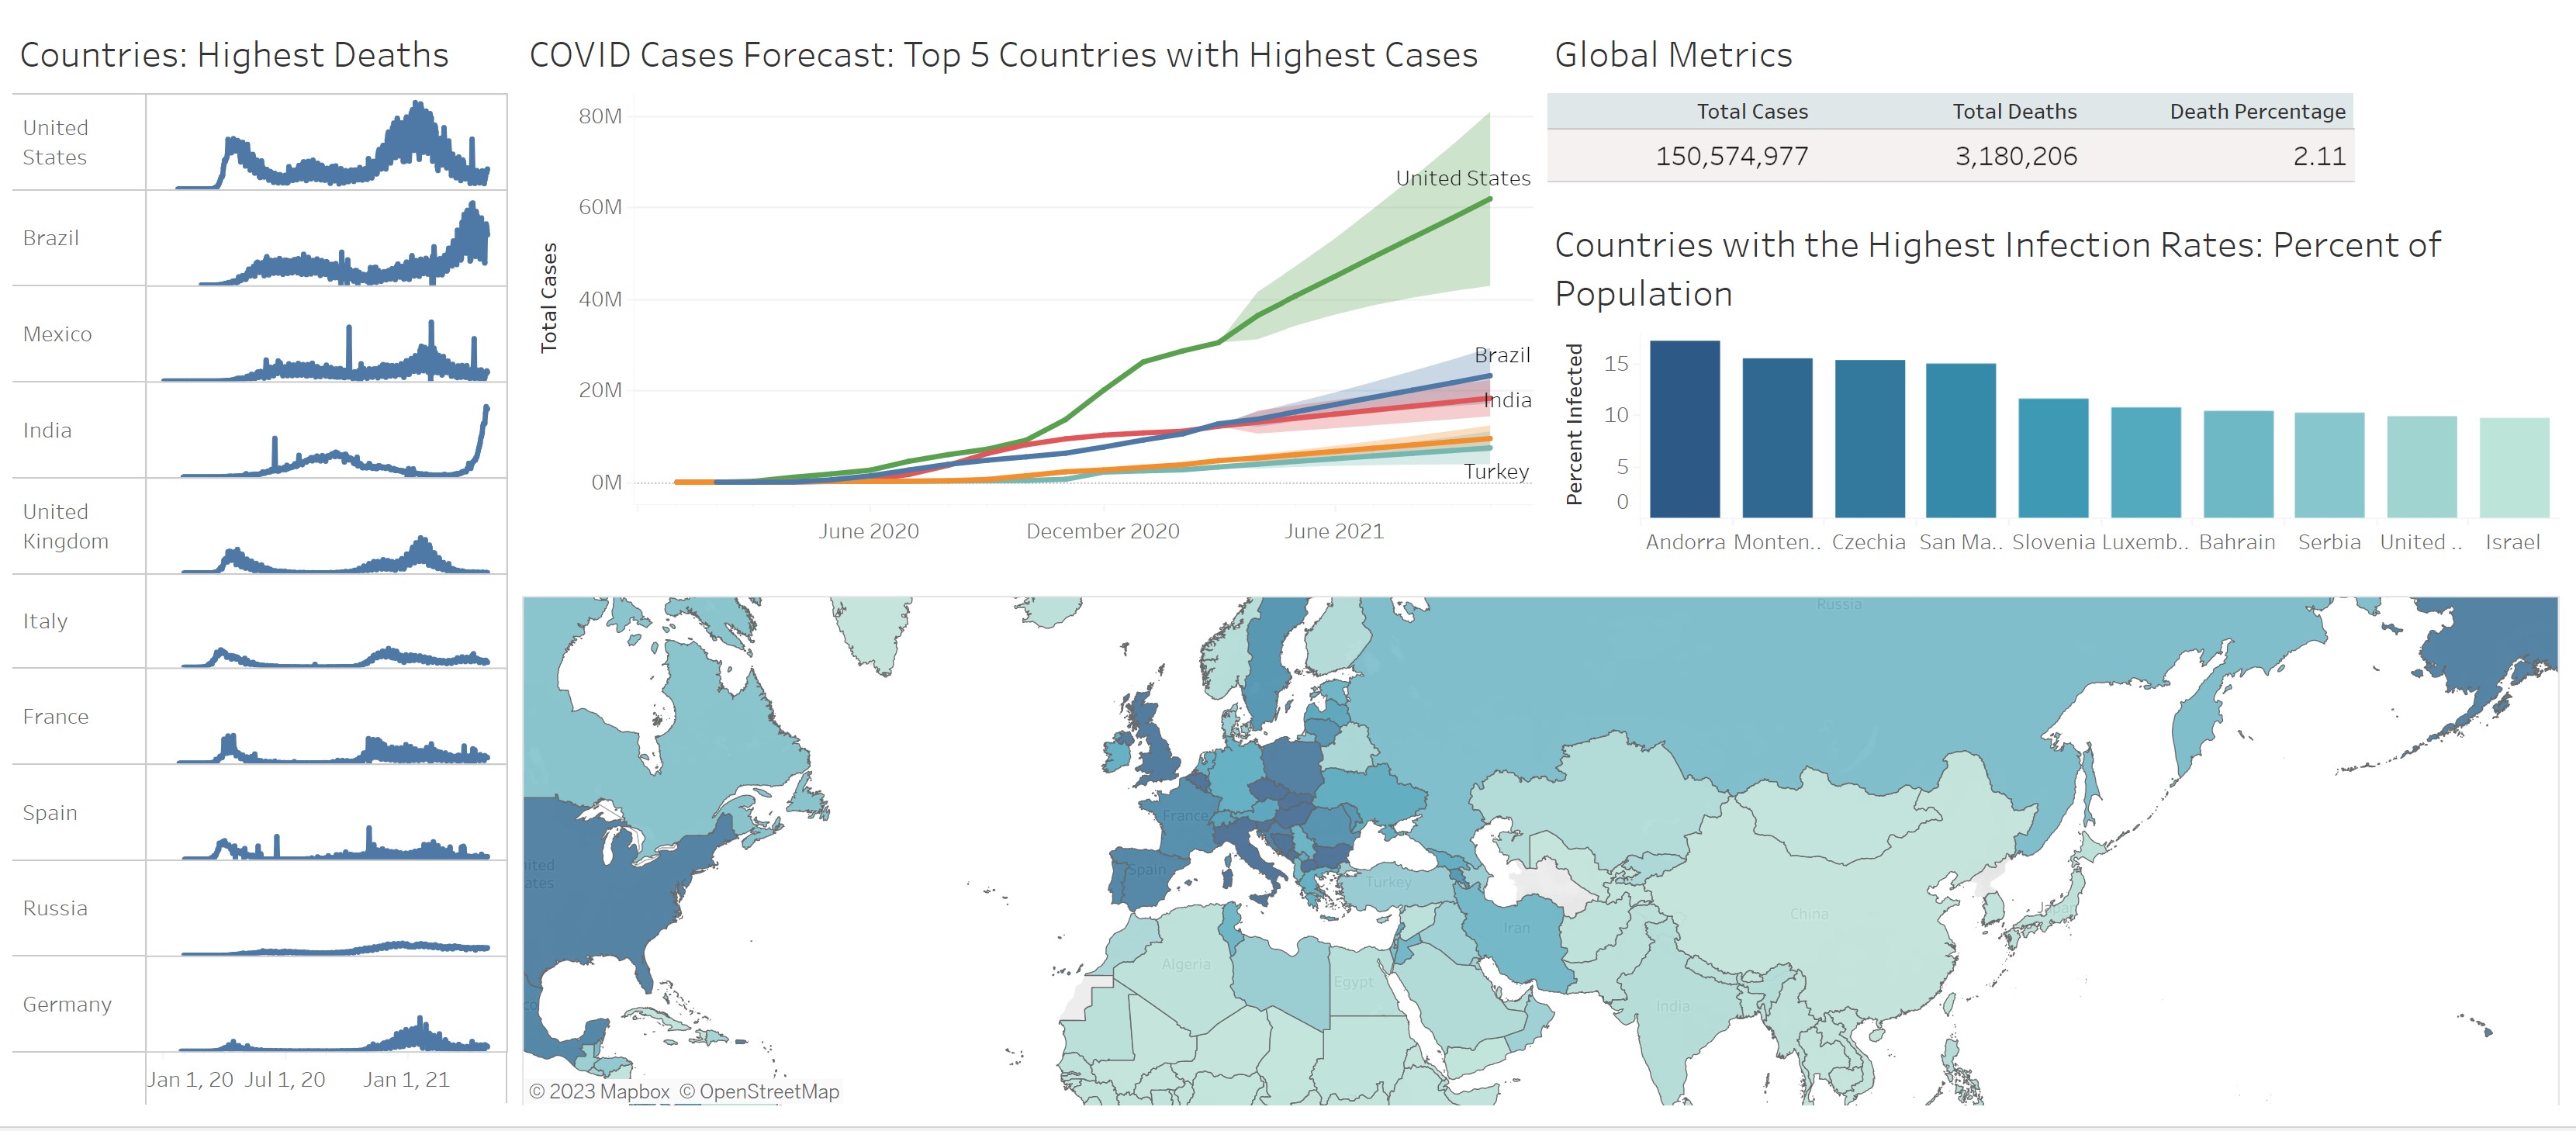 Countries: Highest Deaths
United
States
Brazil
Mexico
India
United
Kingdom
Italy
France
Spain
Russia
Germany
Jan 1, 20 Jul 1, 20 Jan 1, 21
COVID Cases Forecast: Top 5 Countries with Highest Cases
Total Cases
80M
60M
40M
20M
0M
United States
Brazil
India
Turkey
June 2020 December 2020 June 2021
Global Metrics
Total Cases Total Deaths Death Percentage
150,574,977 3,180,206 2.11
Countries with the Highest Infection Rates: Percent of
Population
Percent Infected
15
10
5
0
Andorra Monten.. Czechia San Ma.. Slovenia Luxemb.. Bahrain Serbia United .. Israel
Russia
France
Spain
Turkey
Iran
China
Japan
Algeria
Egypt
India
© 2023 Mapbox © OpenStreetMap